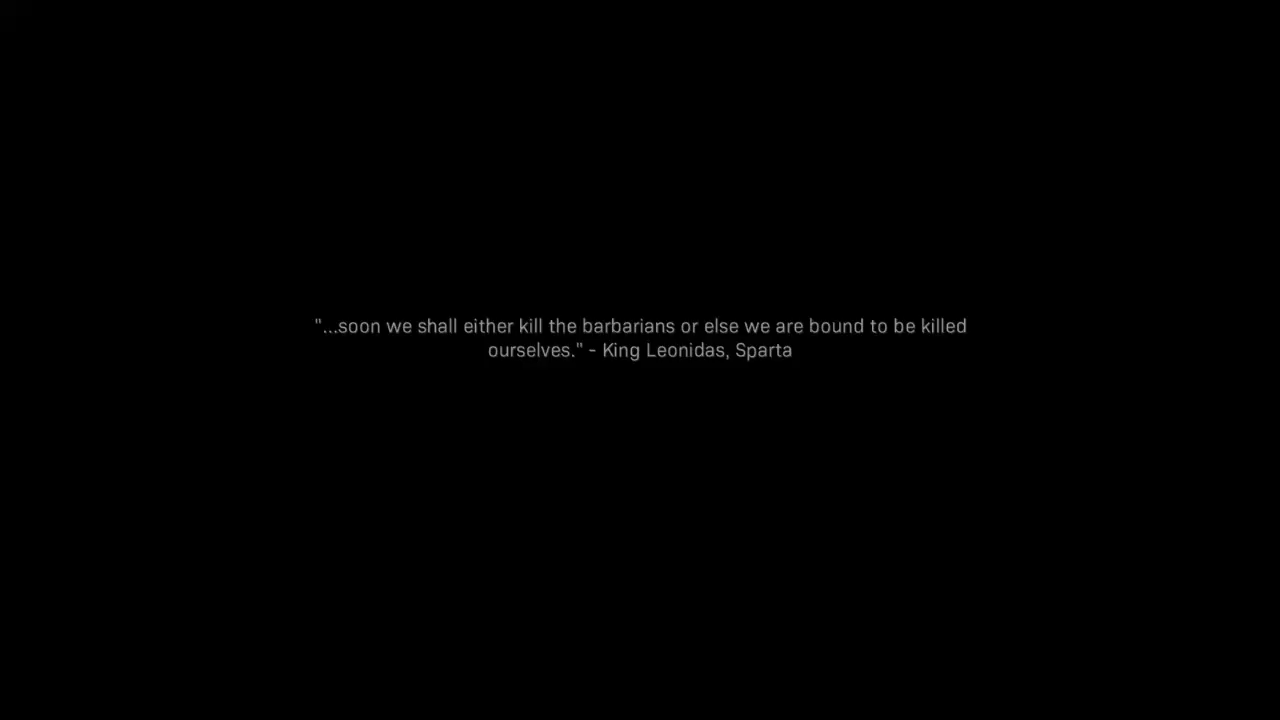 "...soon we shall either kill the barbarians or else we are bound to be killed
ourselves." - King Leonidas, Sparta